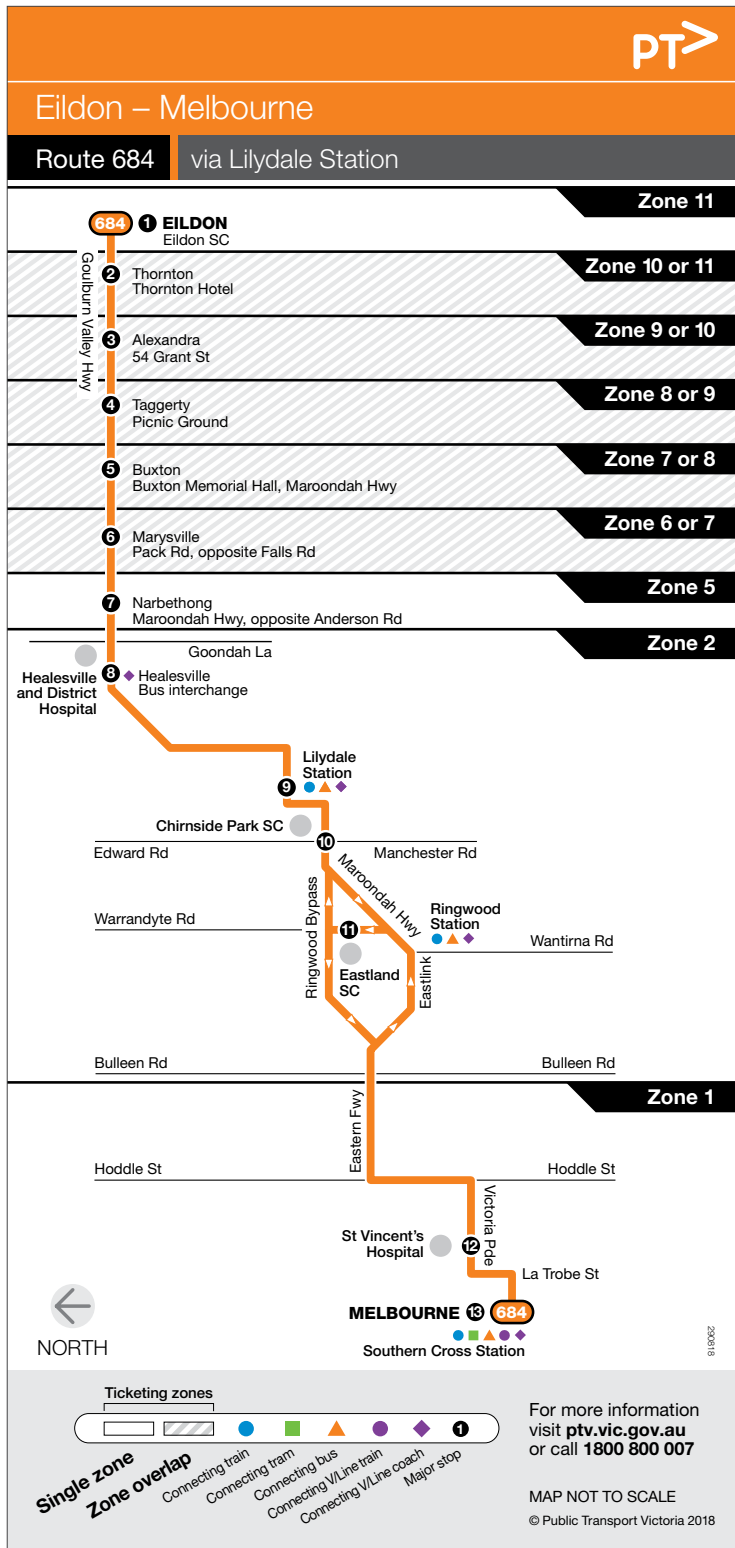 PT>
Eildon – Melbourne
Route 684
via Lilydale Station
Zone 11
684
1 EILDON
Eildon SC
Goulburn Valley Hwy
Zone 10 or 11
2 Thornton
Thornton Hotel
Zone 9 or 10
3 Alexandra
54 Grant St
Zone 8 or 9
4 Taggerty
Picnic Ground
Zone 7 or 8
5 Buxton
Buxton Memorial Hall, Maroondah Hwy
Zone 6 or 7
6 Marysville
Pack Rd, opposite Falls Rd
Zone 5
7 Narbethong
Maroondah Hwy, opposite Anderson Rd
Zone 2
Goondah La
Healesville
and District
Hospital
8 Healesville
Bus interchange
Lilydale
Station
9
Chirnside Park SC
10
Edward Rd
Manchester Rd
Maroondah Hwy
Ringwood Bypass
Warrandyte Rd
11
Ringwood
Station
Wantirna Rd
Eastland
SC
Eastlink
Bulleen Rd
Bulleen Rd
Zone 1
Eastern Fwy
Hoddle St
Hoddle St
Victoria Pde
St Vincent's
Hospital
12
La Trobe St
MELBOURNE 13 684
Southern Cross Station
NORTH
290818
Ticketing zones
Single zone
Zone overlap
Connecting train
Connecting tram
Connecting bus
Connecting V/Line train
Connecting V/Line coach
1
Major stop
For more information
visit ptv.vic.gov.au
or call 1800 800 007
MAP NOT TO SCALE
© Public Transport Victoria 2018